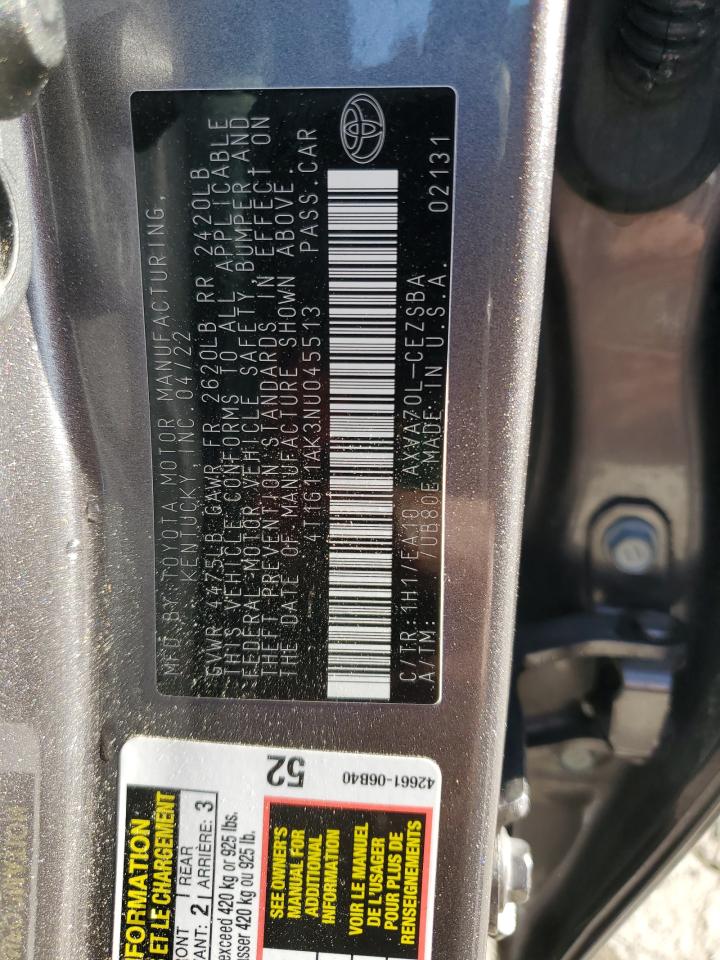 MFD. BY: TOYOTA MOTOR MANUFACTURING,
KENTUCKY, INC. 04/22
GVWR 4475LB GAWR FR 2620LB RR 2420LB
THIS VEHICLE CONFORMS TO ALL APPLICABLE
FEDERAL MOTOR VEHICLE SAFETY, BUMPER, AND
THEFT PREVENTION STANDARDS IN EFFECT ON
THE DATE OF MANUFACTURE SHOWN ABOVE.
4T1G11AK3NU045513 PASS.CAR
C/TR: 1H1/EA10 AXVA70L-CEZSBA
A/TM: /UB80E MADE IN U.S.A. 02131
52
42661-06B40
INFORMATION
ET LE CHARGEMENT
REAR
ANT: 2 ARRIÈRE: 3
exceed 420 kg or 925 lbs.
sser 420 kg ou 925 lb.
SEE OWNER'S
MANUAL FOR
ADDITIONAL
INFORMATION
VOIR LE MANUEL
DE L'USAGER
POUR PLUS DE
RENSEIGNEMENTS